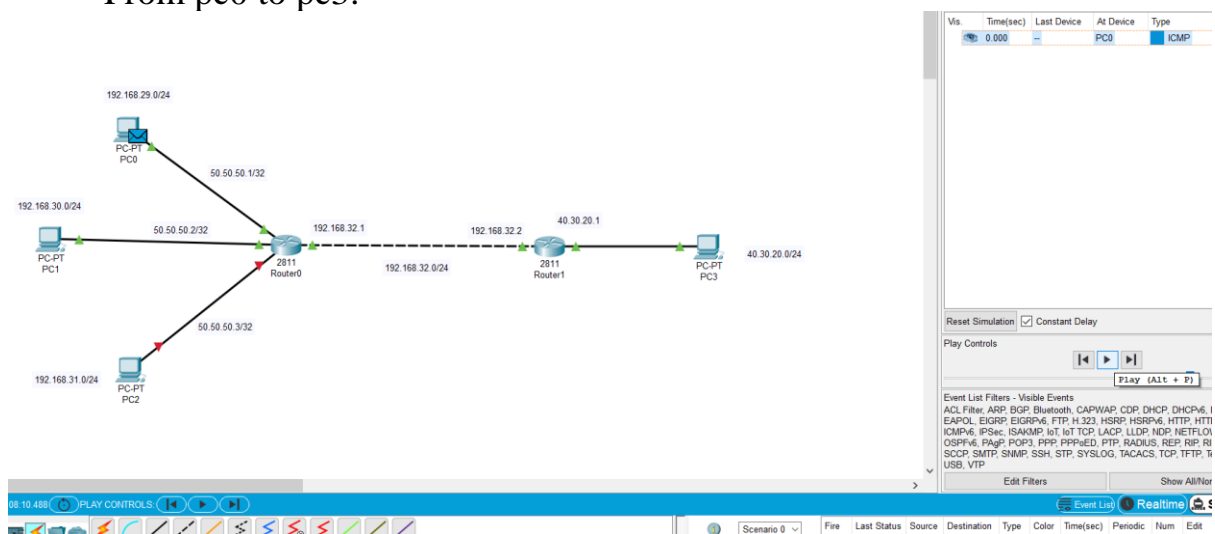 From pc0 to pc3:
192.168.29.0/24
PC-PT
PC0
50.50.50.1/32
192.168.30.0/24
50.50.50.2/32
PC-PT
PC1
2811
Router0
192.168.32.1
192.168.32.0/24
192.168.32.2
40.30.20.1
2811
Router1
PC-PT
PC3
40.30.20.0/24
50.50.50.3/32
192.168.31.0/24
PC-PT
PC2
Vis. Time(sec) Last Device At Device Type
0.000 -- PC0 ICMP
Reset Simulation Constant Delay
Play Controls
Play (Alt + P)
Event List Filters - Visible Events
ACL Filter, ARP, BGP, Bluetooth, CAPWAP, CDP, DHCP, DHCPv6,
EAPOL, EIGRP, EIGRPv6, FTP, H.323, HSRP, HSRPv6, HTTP,
ICMPv6, IPSec, ISAKMP, IoT, IoT TCP, LACP, LLDP, NDP, NETFLOW
OSPFv6, PAgP, POP3, PPP, PPPoED, PTP, RADIUS, REP, RIP,
SCCP, SMTP, SNMP, SSH, STP, SYSLOG, TACACS, TCP, TFTP,
USB, VTP
Edit Filters Show All/Non
08:10.488 PLAY CONTROLS:
Event List Realtime S
Scenario 0 Fire Last Status Source Destination Type Color Time(sec) Periodic Num Edit